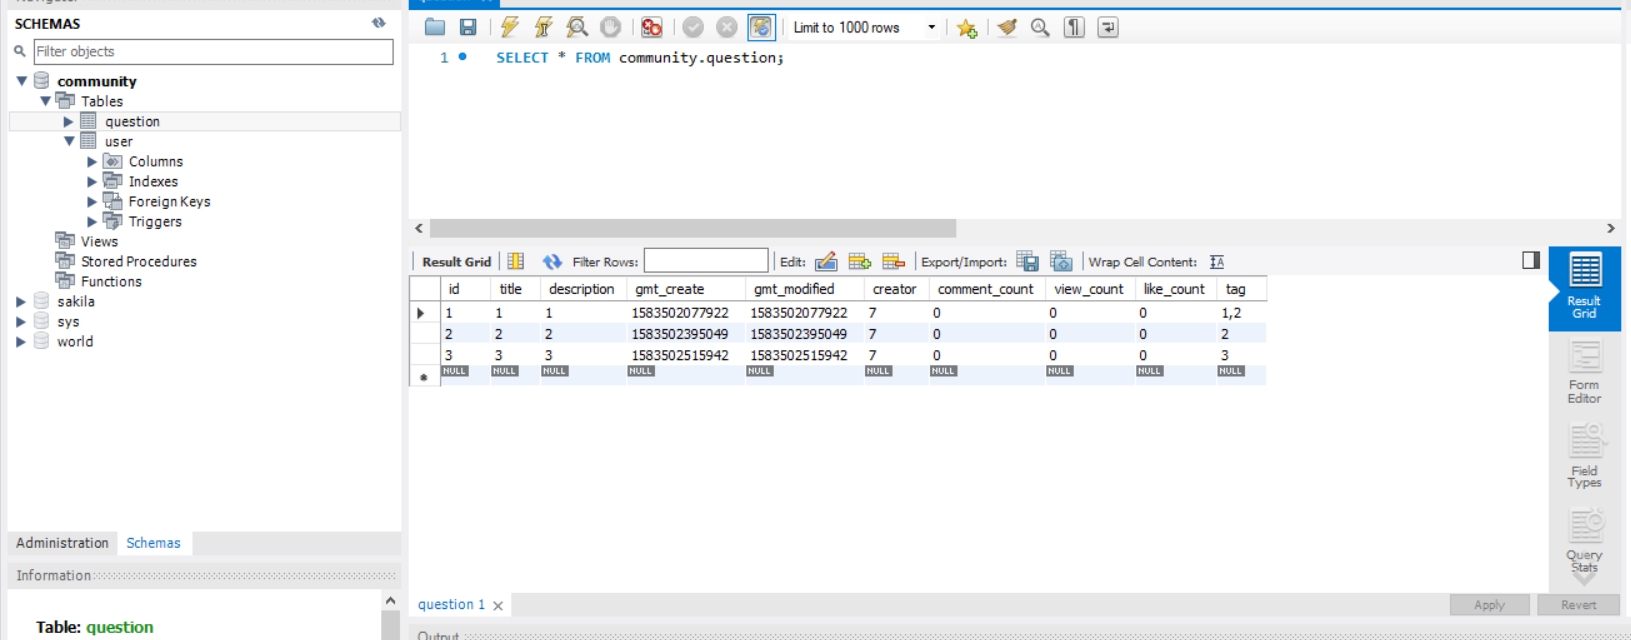 SCHEMAS
Filter objects
community
Tables
question
user
Columns
Indexes
Foreign Keys
Triggers
Views
Stored Procedures
Functions
sakila
sys
world
Administration Schemas
Information
Table: question
Limit to 1000 rows
1 SELECT * FROM community.question;
Result Grid Filter Rows: Edit: Export/Import: Wrap Cell Content:
id title description gmt_create gmt_modified creator comment_count view_count like_count tag
1 1 1 1583502077922 1583502077922 7 0 0 0 1,2
2 2 2 1583502395049 1583502395049 7 0 0 0 2
3 3 3 1583502515942 1583502515942 7 0 0 0 3
NULL NULL NULL NULL NULL NULL NULL NULL NULL NULL
Result
Grid
Form
Editor
Field
Types
Query
Stats
question 1
Apply Revert
Output